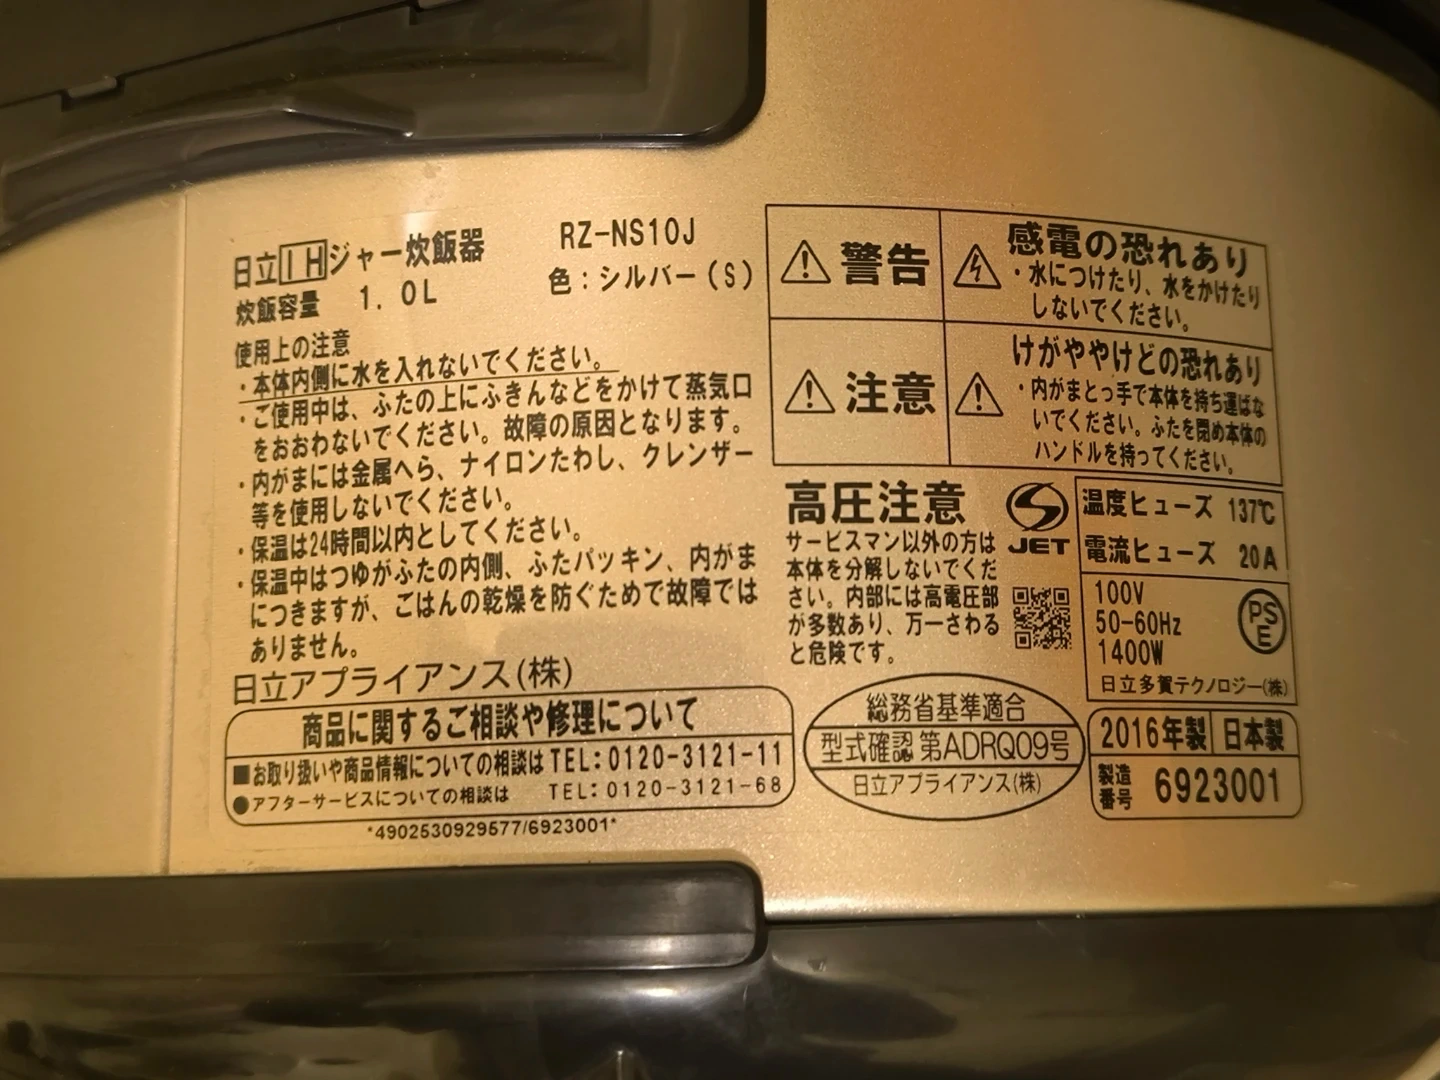 日立IHジャー炊飯器 RZ-NS10J
炊飯容量 1.0L 色:シルバー(S)
使用上の注意
・本体内側に水を入れないでください。
・ご使用中は、ふたの上にふきんなどをかけて蒸気口
をおおわないでください。故障の原因となります。
・内がまには金属へら、ナイロンたわし、クレンザー
等を使用しないでください。
・保温は24時間以内としてください。
・保温中はつゆがふたの内側、ふたパッキン、内がま
につきますが、ごはんの乾燥を防ぐためで故障では
ありません。
日立アプライアンス(株)
商品に関するご相談や修理について
■お取り扱いや商品情報についての相談は TEL:0120-3121-11
●アフターサービスについての相談は TEL:0120-3121-68
*4902530929577/6923001*
警告
感電の恐れあり
・水につけたり、水をかけたり
しないでください。
注意
けがややけどの恐れあり
・内がまとっ手で本体を持ち運ばな
いでください。ふたを閉め本体の
ハンドルを持ってください。
高圧注意
サービスマン以外の方は
本体を分解しないでくだ
さい。内部には高電圧部
が多数あり、万一さわる
と危険です。
JET
温度ヒューズ 137℃
電流ヒューズ 20A
100V
50-60Hz
1400W
PSE
日立多賀テクノロジー(株)
総務省基準適合
型式確認 第ADRQ09号
日立アプライアンス(株)
2016年製 日本製
製造番号 6923001